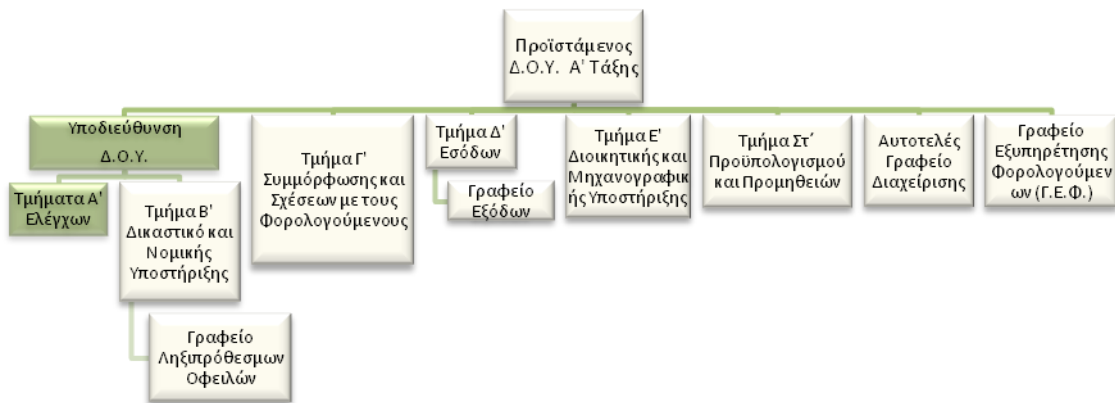 Προϊστάμενος
Δ.Ο.Υ. Α' Τάξης
Υποδιεύθυνση
Δ.Ο.Υ.
Τμήματα Α'
Ελέγχων
Τμήμα Β'
Δικαστικό και
Νομικής
Υποστήριξης
Γραφείο
Ληξιπρόθεσμων
Οφειλών
Τμήμα Γ'
Συμμόρφωσης και
Σχέσεων με τους
Φορολογούμενους
Τμήμα Δ'
Εσόδων
Γραφείο
Εξόδων
Τμήμα Ε'
Διοικητικής και
Μηχανογραφικ
ής Υποστήριξης
Τμήμα Στ΄
Προϋπολογισμού
και Προμηθειών
Αυτοτελές
Γραφείο
Διαχείρισης
Γραφείο
Εξυπηρέτησης
Φορολογούμεν
ων (Γ.Ε.Φ.)